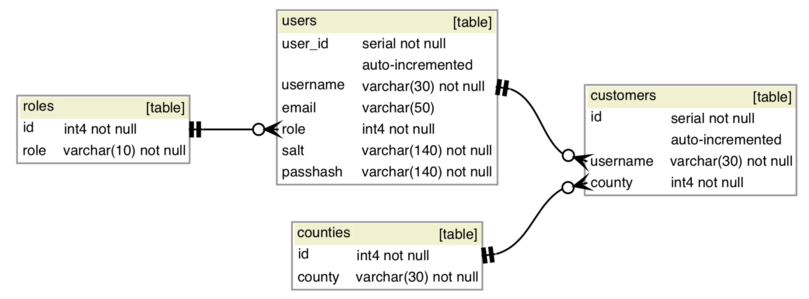 users [table]
user_id serial not null
auto-incremented
username varchar(30) not null
email varchar(50)
role int4 not null
salt varchar(140) not null
passhash varchar(140) not null
roles [table]
id int4 not null
role varchar(10) not null
customers [table]
id serial not null
auto-incremented
username varchar(30) not null
county int4 not null
counties [table]
id int4 not null
county varchar(30) not null